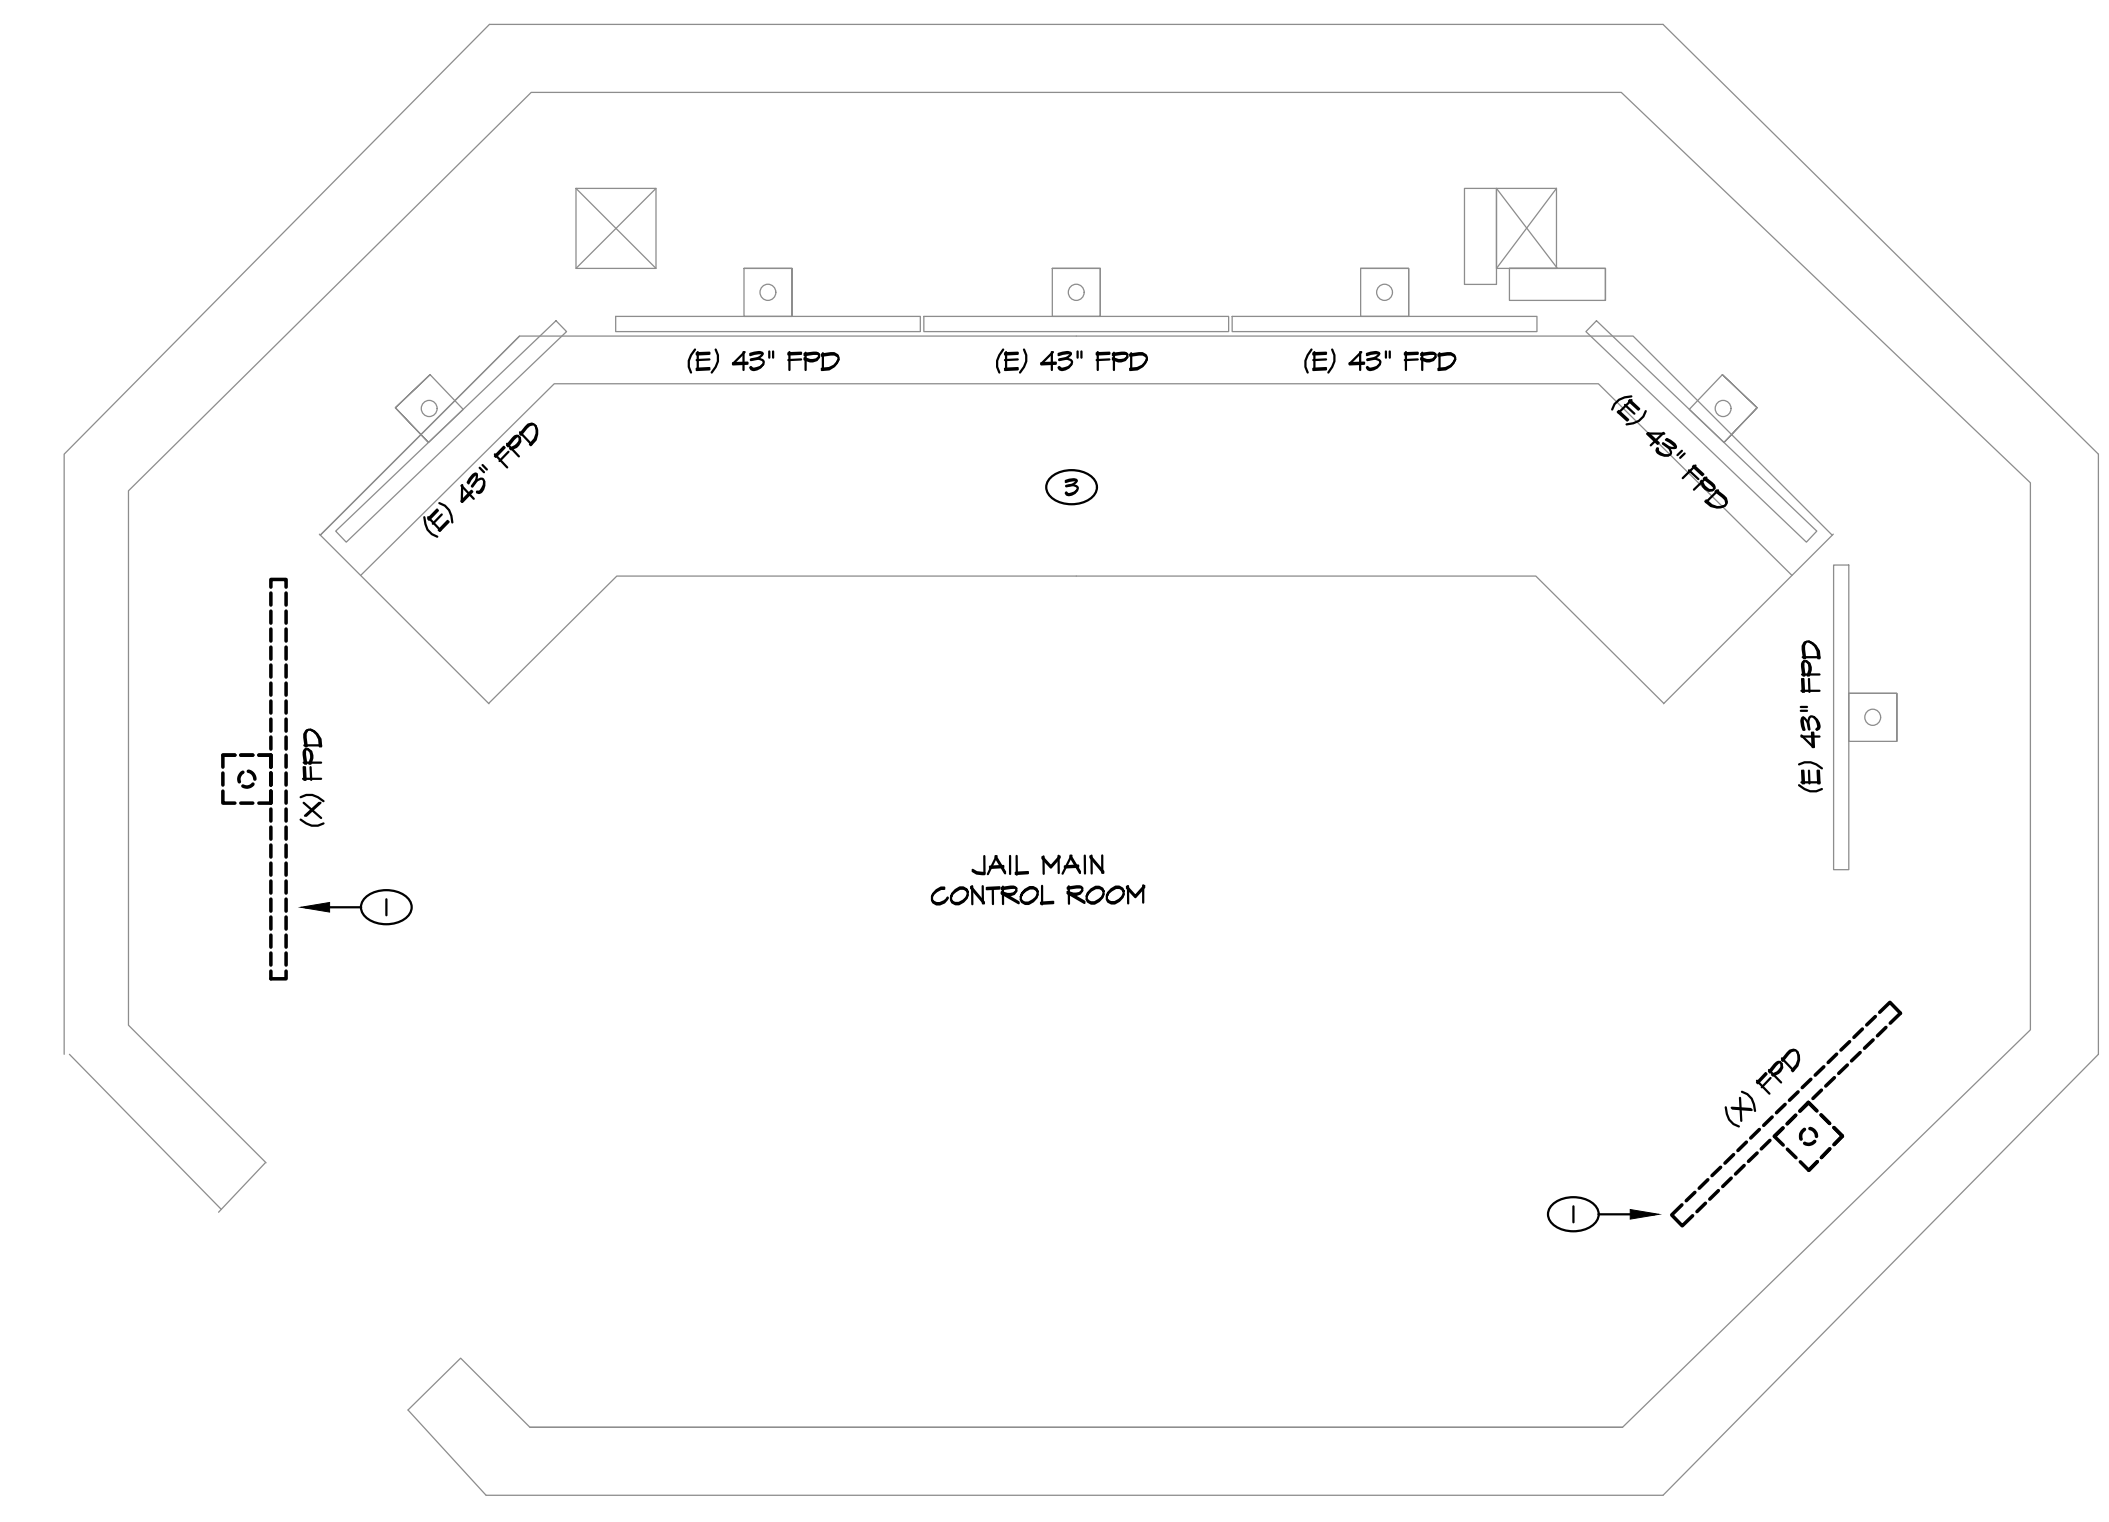 (E) 43" FPD
(E) 43" FPD
(E) 43" FPD
(E) 43" FPD
(E) 43" FPD
3
(E) 43" FPD
(X) FPD
JAIL MAIN
CONTROL ROOM
1
(X) FPD
1